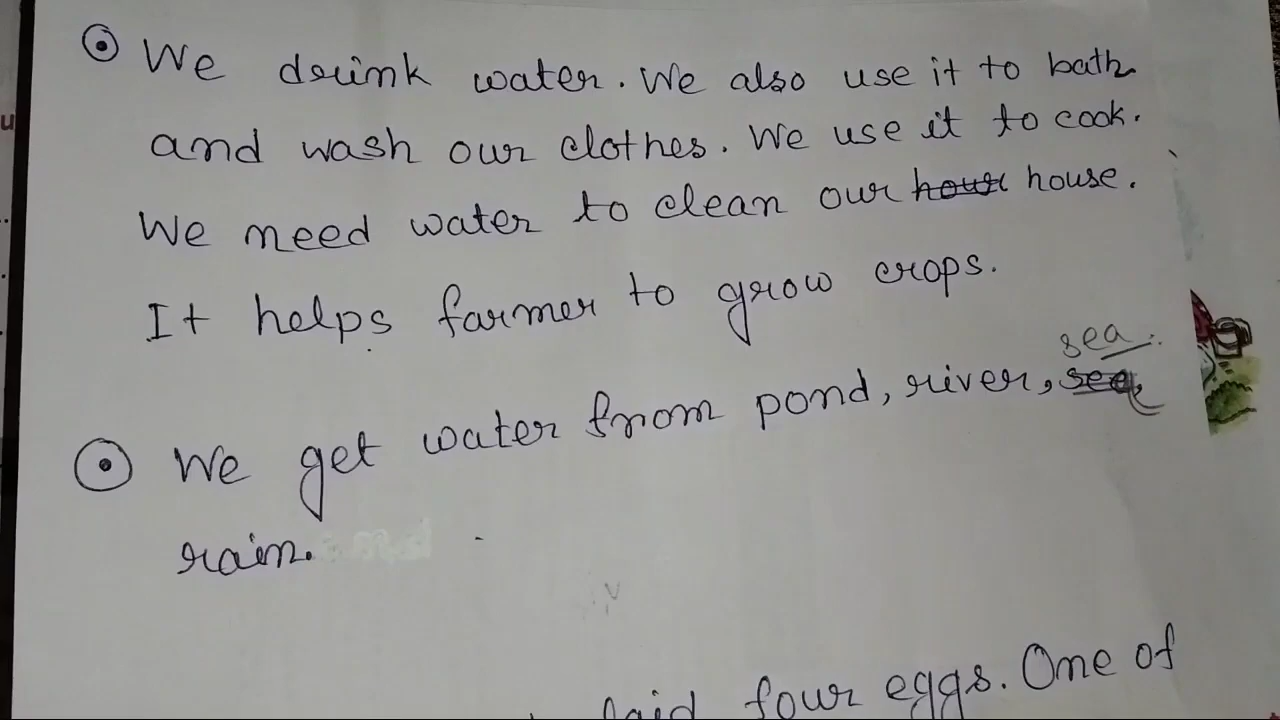 We drink water. We also use it to bath
and wash our clothes. We use it to cook.
We need water to clean our house.
It helps farmer to grow crops.
We get water from pond, river, sea
rain.
laid four eggs. One of